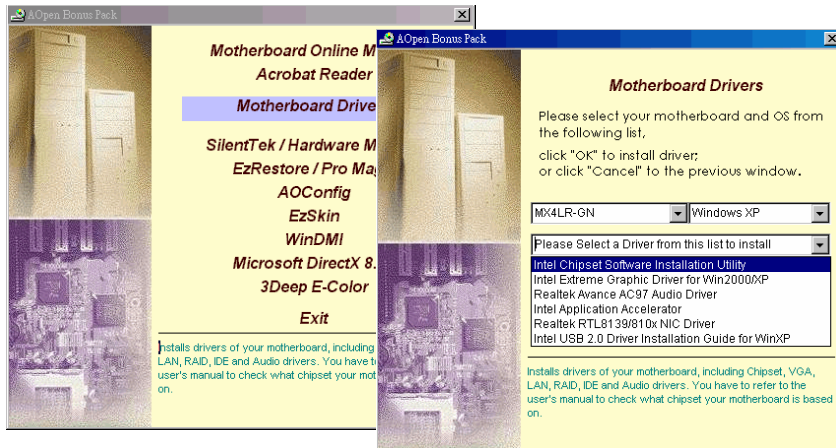 AOpen Bonus Pack
Motherboard Online M
Acrobat Reader
Motherboard Drive
SilentTek / Hardware M
EzRestore / Pro Ma
AOConfig
EzSkin
WinDMI
Microsoft DirectX 8.
3Deep E-Color
Exit
Installs drivers of your motherboard, including
LAN, RAID, IDE and Audio drivers. You have to
user's manual to check what chipset your mot
on.
AOpen Bonus Pack
Motherboard Drivers
Please select your motherboard and OS from
the following list,
click "OK" to install driver;
or click "Cancel" to the previous window.
MX4LR-GN Windows XP
Please Select a Driver from this list to install
Intel Chipset Software Installation Utility
Intel Extreme Graphic Driver for Win2000/XP
Realtek Avance AC97 Audio Driver
Intel Application Accelerator
Realtek RTL8139/810x NIC Driver
Intel USB 2.0 Driver Installation Guide for WinXP
Installs drivers of your motherboard, including Chipset, VGA,
LAN, RAID, IDE and Audio drivers. You have to refer to the
user's manual to check what chipset your motherboard is based
on.